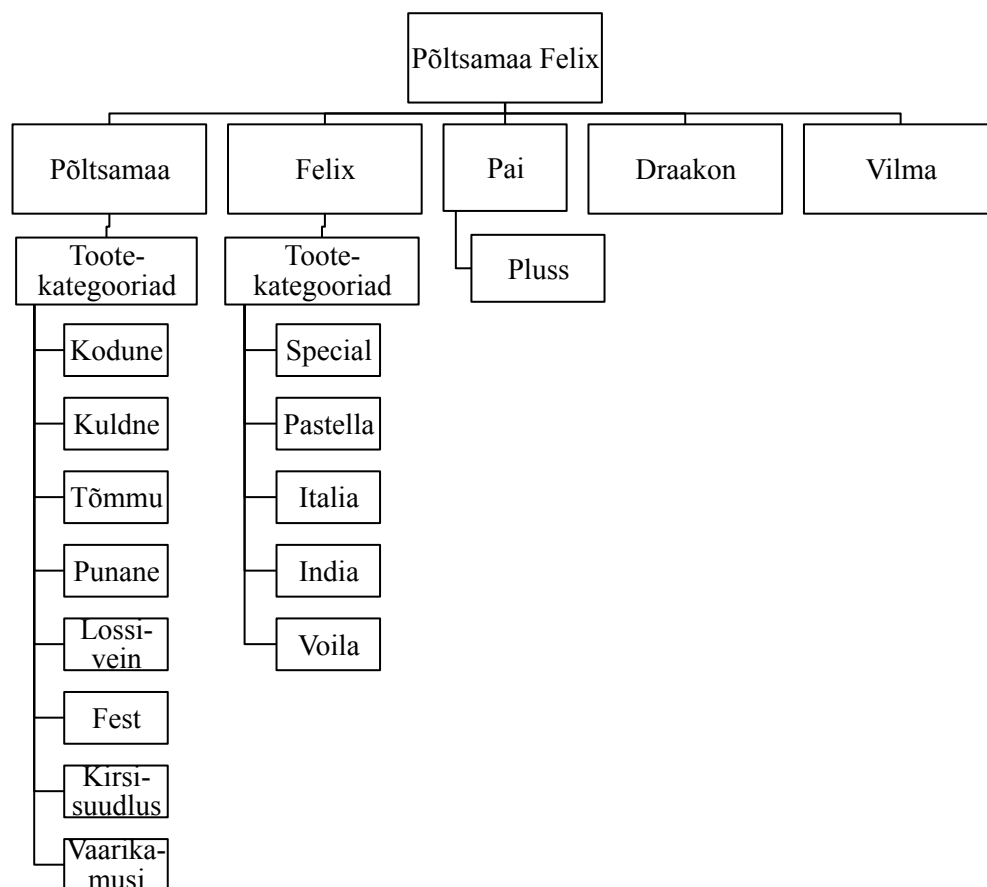 Põltsamaa Felix
Põltsamaa
Felix
Pai
Draakon
Vilma
Toote-
kategooriad
Toote-
kategooriad
Pluss
Kodune
Kuldne
Tõmmu
Punane
Lossi-
vein
Fest
Kirsi-
suudlus
Vaarika-
musi
Special
Pastella
Italia
India
Voila